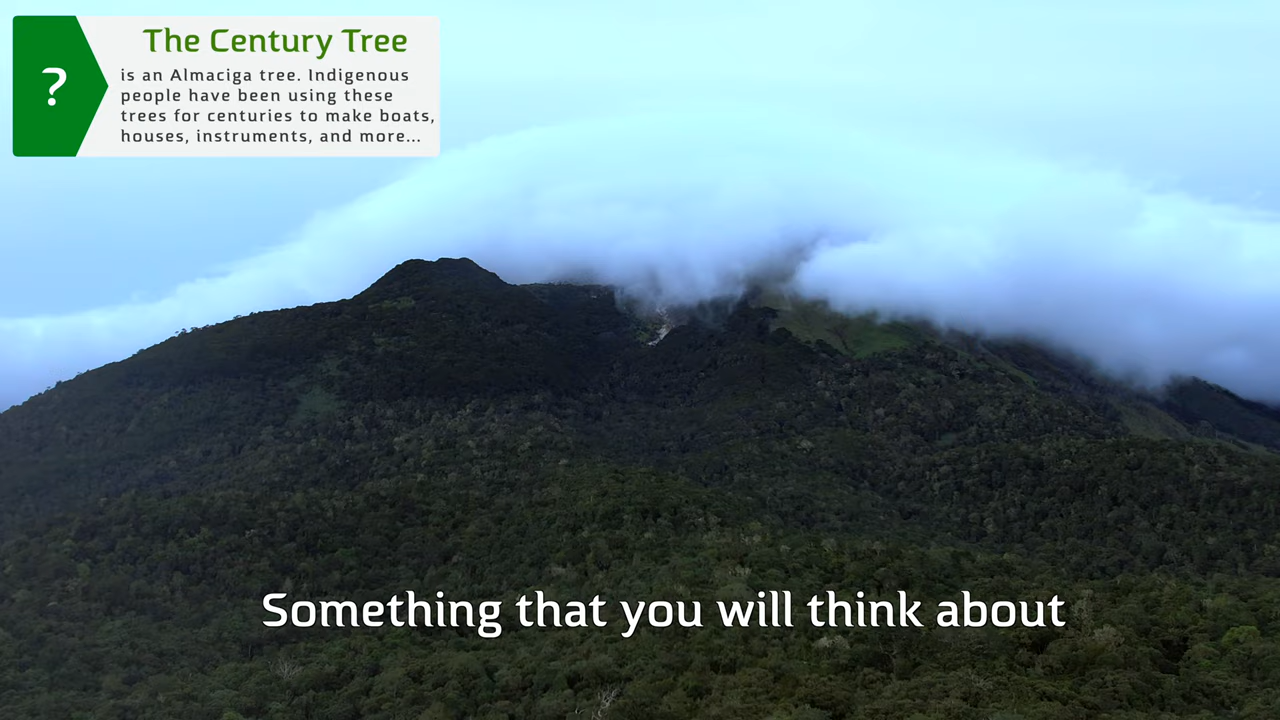 ?
The Century Tree
is an Almaciga tree. Indigenous
people have been using these
trees for centuries to make boats,
houses, instruments, and more...
Something that you will think about